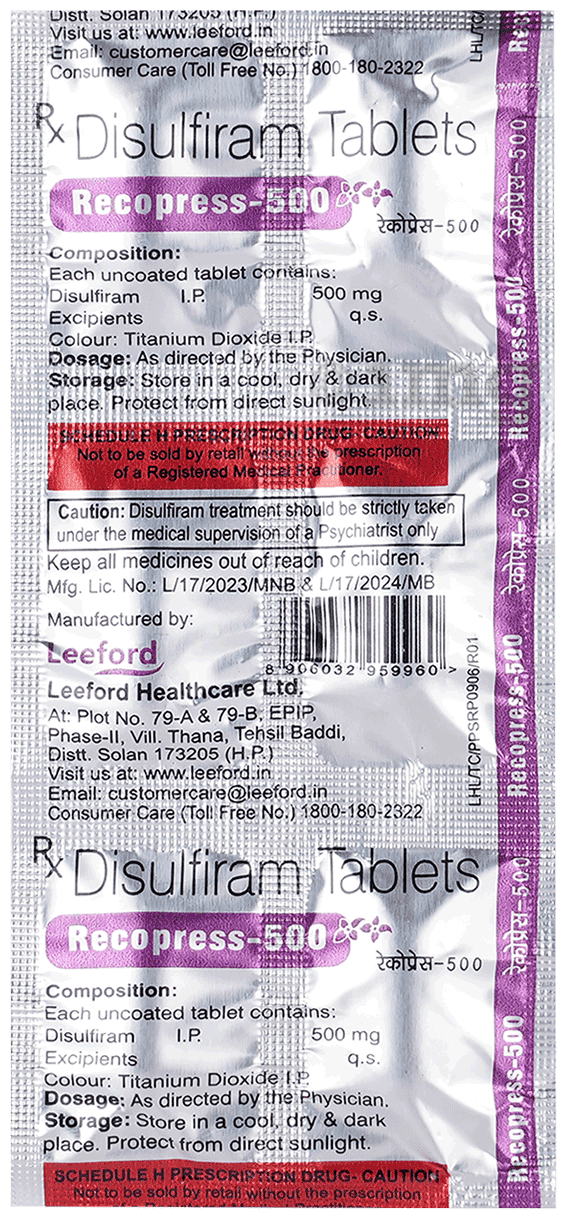 Distt. Solan 173205 (H.P.)
Visit us at: www.leeford.in
Email: customercare@leeford.in
Consumer Care (Toll Free No.) 1800-180-2322
LHL/TC/
Rx Disulfiram Tablets
Recopress-500
रेकोप्रेस-500
Composition:
Each uncoated tablet contains:
Disulfiram I.P. 500 mg
Excipients q.s.
Colour: Titanium Dioxide I.P.
Dosage: As directed by the Physician.
Storage: Store in a cool, dry & dark
place. Protect from direct sunlight.
SCHEDULE H PRESCRIPTION DRUG- CAUTION
Not to be sold by retail without the prescription
of a Registered Medical Practitioner.
Caution: Disulfiram treatment should be strictly taken
under the medical supervision of a Psychiatrist only
Keep all medicines out of reach of children.
Mfg. Lic. No.: L/17/2023/MNB & L/17/2024/MB
Manufactured by:
Leeford
8 906032 959960 >
Leeford Healthcare Ltd.
At: Plot No. 79-A & 79-B, EPIP,
Phase-II, Vill. Thana, Tehsil Baddi,
Distt. Solan 173205 (H.P.)
Visit us at: www.leeford.in
Email: customercare@leeford.in
Consumer Care (Toll Free No.) 1800-180-2322
LHL/TC/PPSRP0906/R01
Rx Disulfiram Tablets
Recopress-500
रेकोप्रेस-500
Composition:
Each uncoated tablet contains:
Disulfiram I.P. 500 mg
Excipients q.s.
Colour: Titanium Dioxide I.P.
Dosage: As directed by the Physician.
Storage: Store in a cool, dry & dark
place. Protect from direct sunlight.
SCHEDULE H PRESCRIPTION DRUG- CAUTION
Not to be sold by retail without the prescription
रेकोप्रेस-500
Recopress-500
रेकोप्रेस-500
Recopress-500
रेकोप्रेस-500
Recopress-500